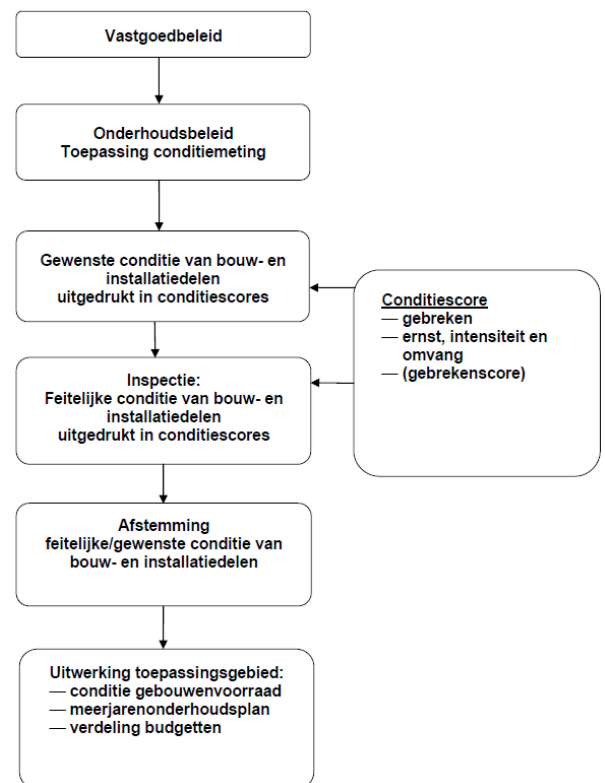 Vastgoedbeleid
Onderhoudsbeleid
Toepassing conditiemeting
Gewenste conditie van bouw- en
installatiedelen
uitgedrukt in conditiescores
Conditiescore
— gebreken
— ernst, intensiteit en
omvang
— (gebrekenscore)
Inspectie:
Feitelijke conditie van bouw- en
installatiedelen
uitgedrukt in conditiescores
Afstemming
feitelijke/gewenste conditie van
bouw- en installatiedelen
Uitwerking toepassingsgebied:
— conditie gebouwenvoorraad
— meerjarenonderhoudsplan
— verdeling budgetten